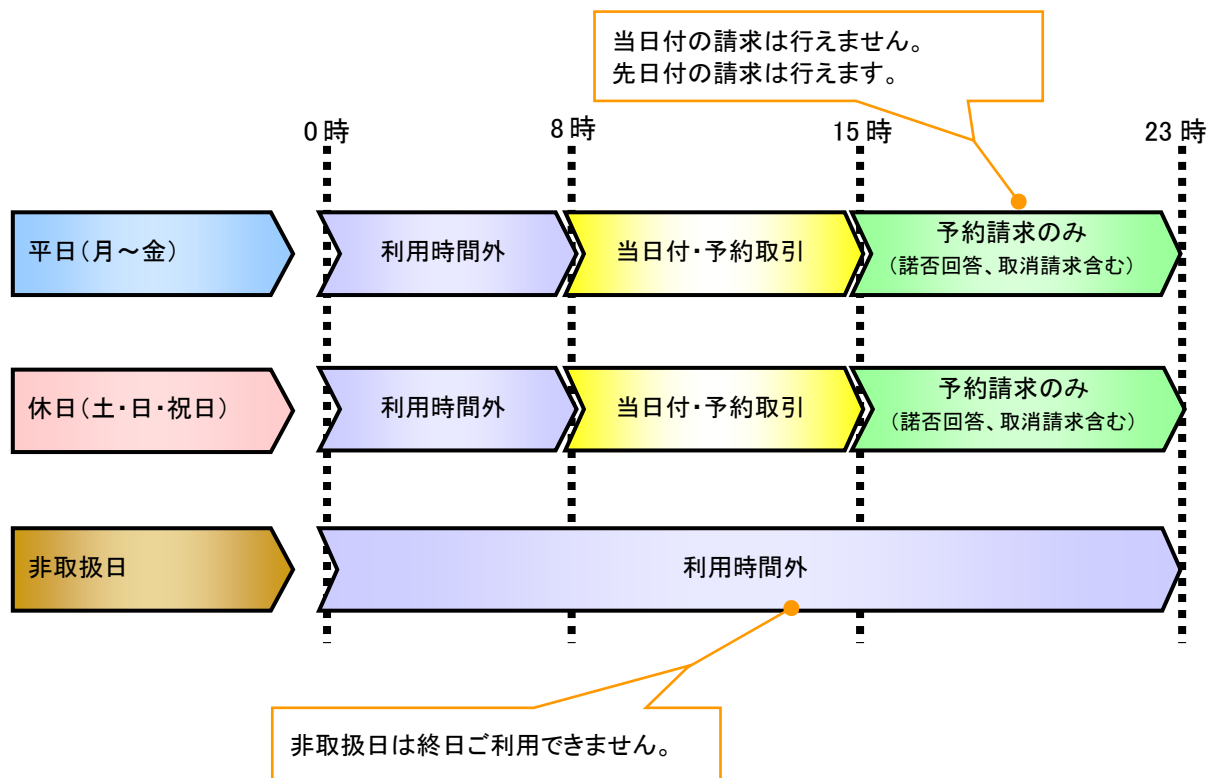 当日付の請求は行えません。
先日付の請求は行えます。
0時
8時
15時
23時
平日(月～金)
利用時間外
当日付・予約取引
予約請求のみ
(諾否回答、取消請求含む)
休日(土・日・祝日)
利用時間外
当日付・予約取引
予約請求のみ
(諾否回答、取消請求含む)
非取扱日
利用時間外
非取扱日は終日ご利用できません。